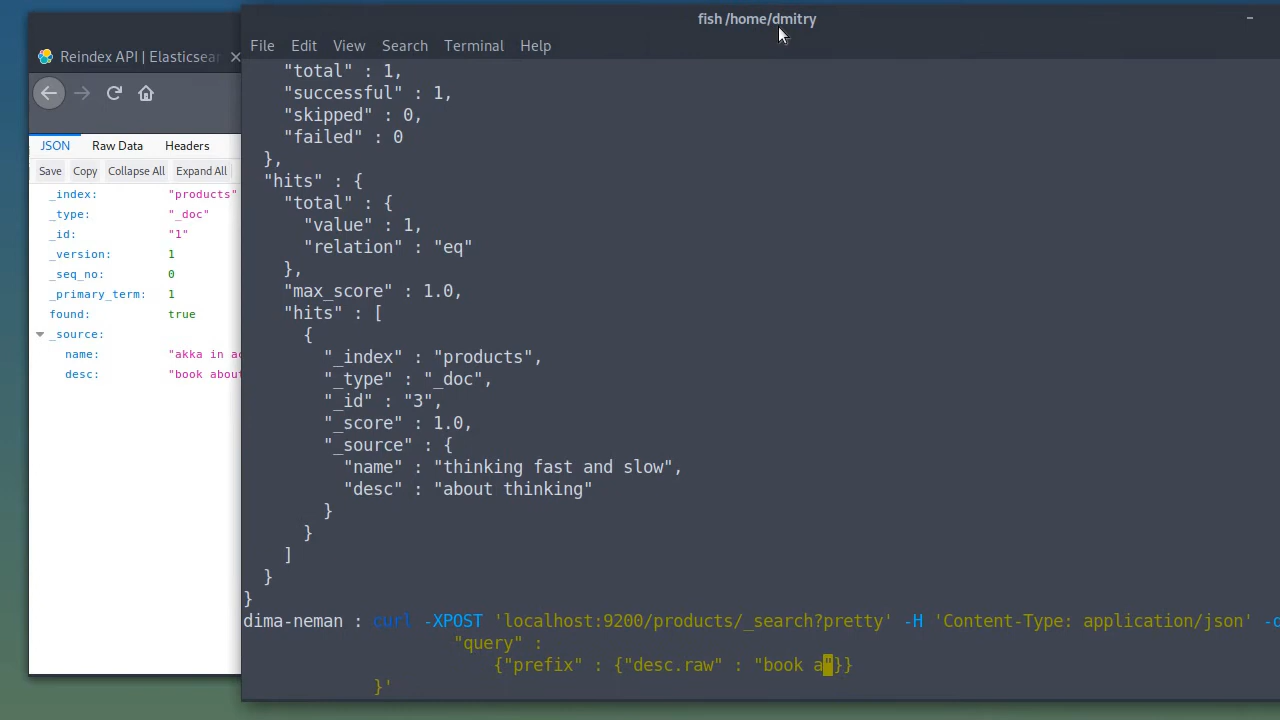 fish /home/dmitry
File Edit View Search Terminal Help
Reindex API | Elasticsear
JSON Raw Data Headers
Save Copy Collapse All Expand All
_index: "products"
_type: "_doc"
_id: "1"
_version: 1
_seq_no: 0
_primary_term: 1
found: true
_source:
name: "akka in ac
desc: "book about
"total" : 1,
"successful" : 1,
"skipped" : 0,
"failed" : 0
},
"hits" : {
"total" : {
"value" : 1,
"relation" : "eq"
},
"max_score" : 1.0,
"hits" : [
{
"_index" : "products",
"_type" : "_doc",
"_id" : "3",
"_score" : 1.0,
"_source" : {
"name" : "thinking fast and slow",
"desc" : "about thinking"
}
}
]
}
}
dima-neman : curl -XPOST 'localhost:9200/products/_search?pretty' -H 'Content-Type: application/json' -d
"query" :
{"prefix" : {"desc.raw" : "book a"}}
}'